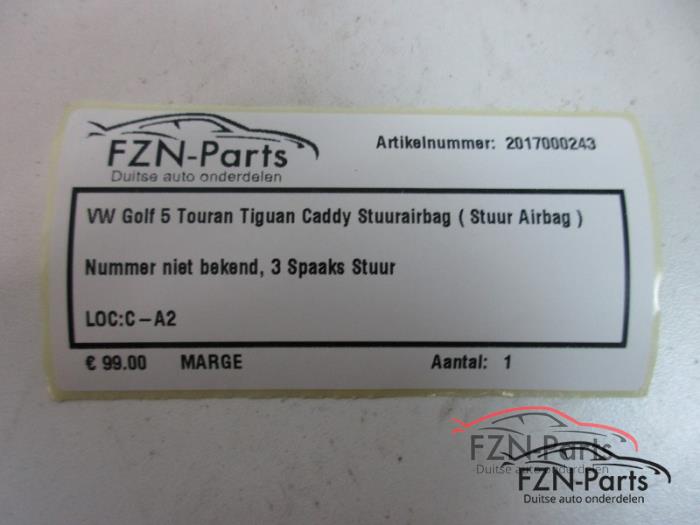 FZN-Parts
Duitse auto onderdelen
Artikelnummer: 2017000243
VW Golf 5 Touran Tiguan Caddy Stuurairbag ( Stuur Airbag )
Nummer niet bekend, 3 Spaaks Stuur
LOC:C-A2
€ 99.00 MARGE Aantal: 1
FZN-Parts
Duitse auto onderdelen
FZN-Parts
Duitse auto onderdelen